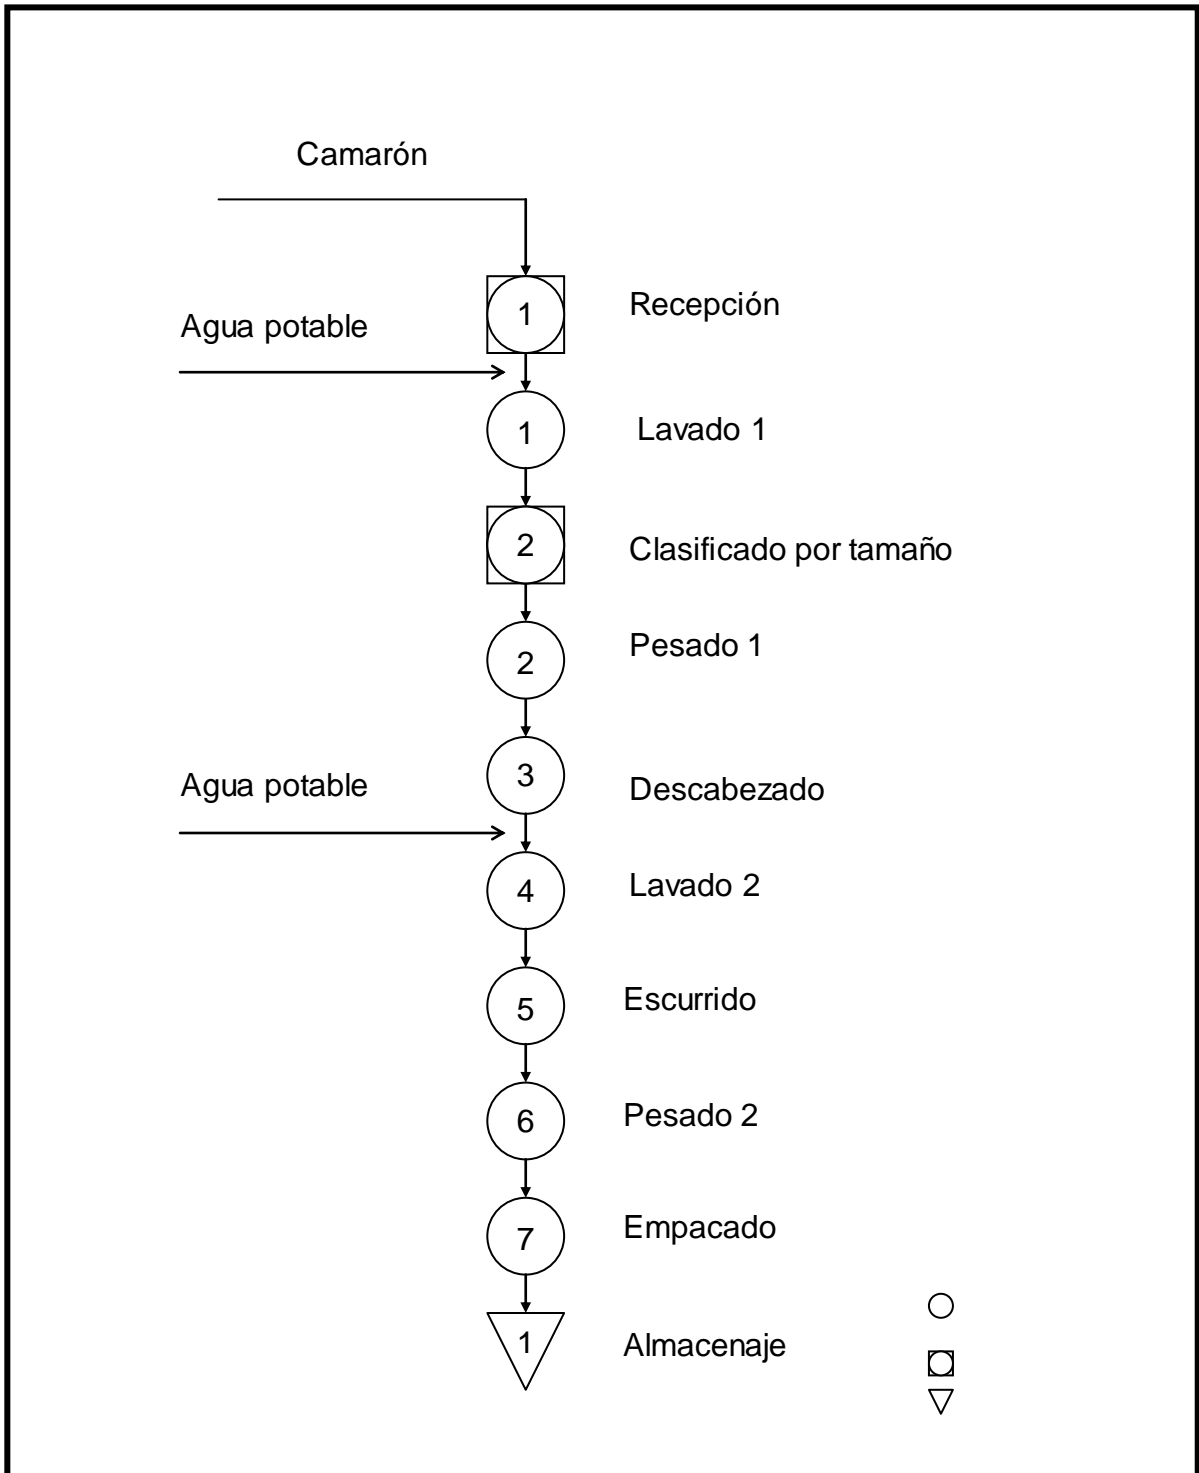 Camarón
1
Recepción
Agua potable
1
Lavado 1
2
Clasificado por tamaño
2
Pesado 1
3
Descabezado
Agua potable
4
Lavado 2
5
Escurrido
6
Pesado 2
7
Empacado
1
Almacenaje